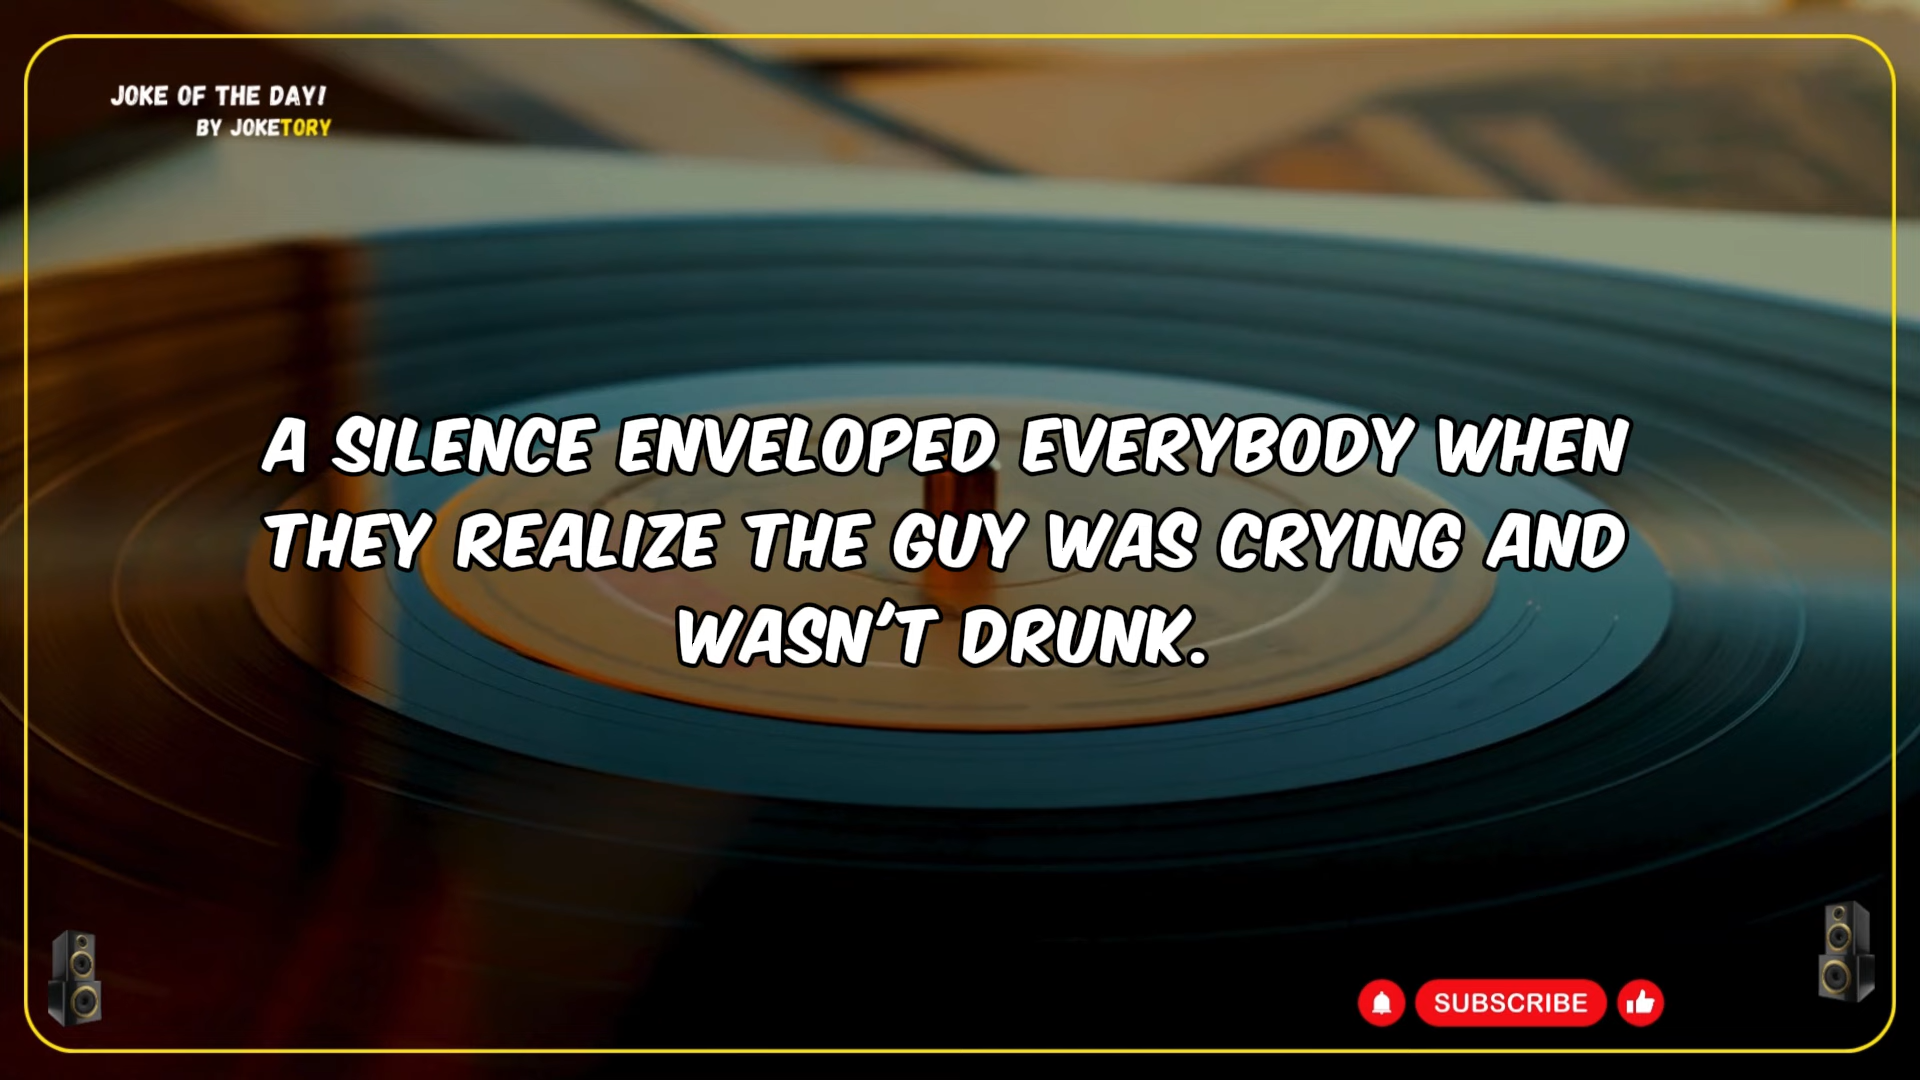 JOKE OF THE DAY!
BY JOKETORY
A SILENCE ENVELOPED EVERYBODY WHEN
THEY REALIZE THE GUY WAS CRYING AND
WASN'T DRUNK.
SUBSCRIBE